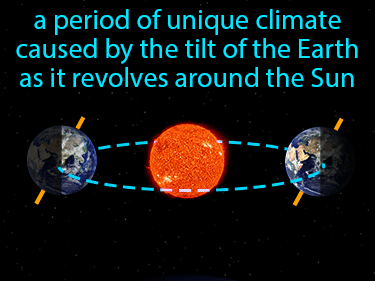 a period of unique climate
caused by the tilt of the Earth
as it revolves around the Sun